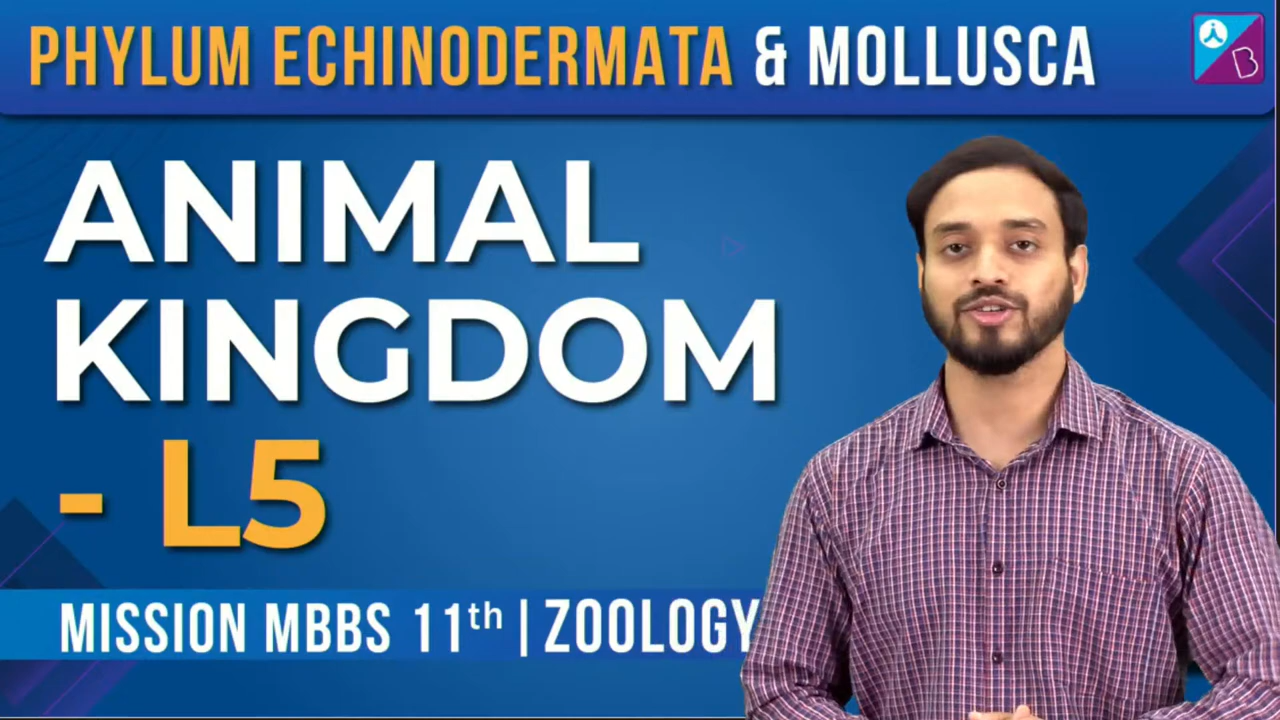 PHYLUM ECHINODERMATA & MOLLUSCA
B
ANIMAL
KINGDOM
- L5
MISSION MBBS 11th | ZOOLOGY